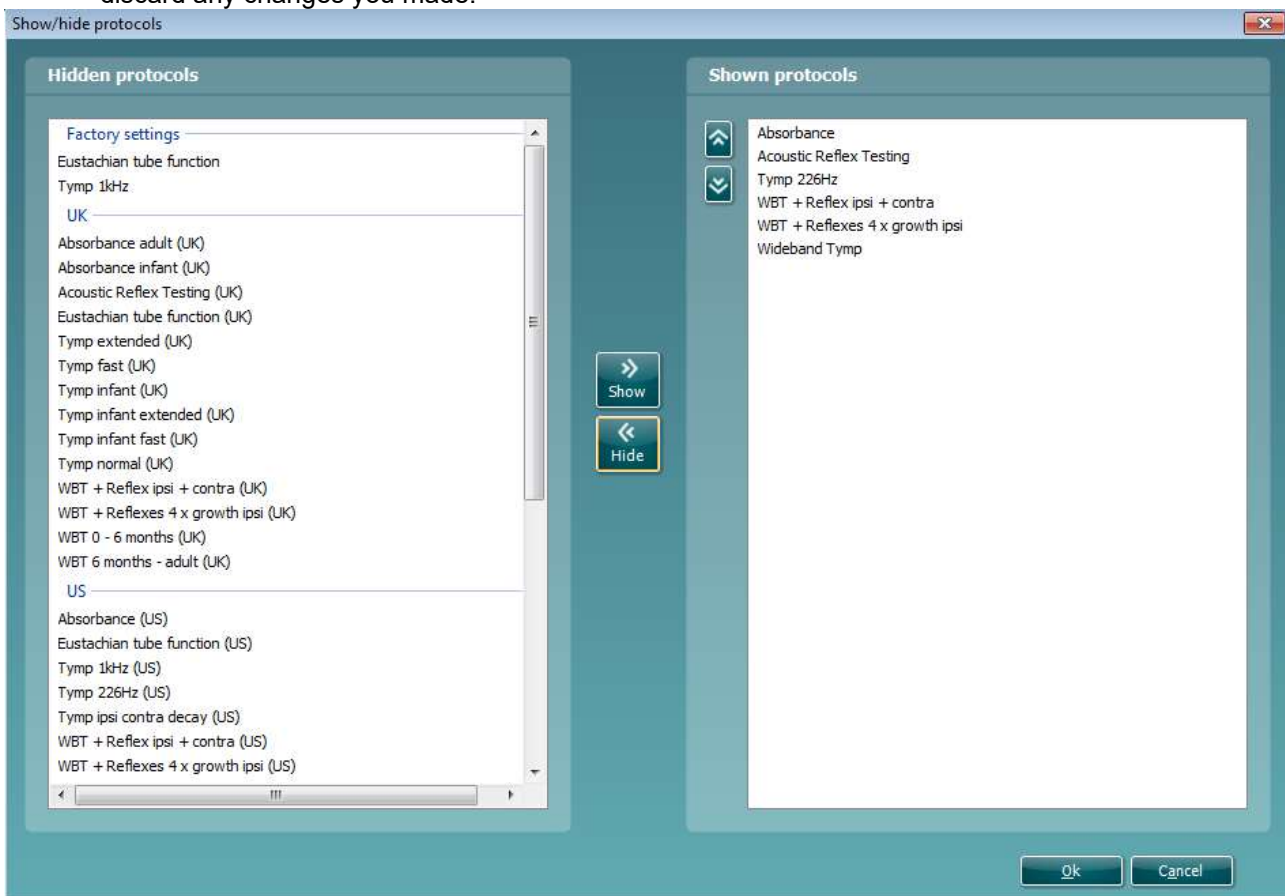 discard any changes you made.
Show/hide protocols
Hidden protocols
Factory settings
Eustachian tube function
Tymp 1kHz
UK
Absorbance adult (UK)
Absorbance infant (UK)
Acoustic Reflex Testing (UK)
Eustachian tube function (UK)
Tymp extended (UK)
Tymp fast (UK)
Tymp infant (UK)
Tymp infant extended (UK)
Tymp infant fast (UK)
Tymp normal (UK)
WBT + Reflex ipsi + contra (UK)
WBT + Reflexes 4 x growth ipsi (UK)
WBT 0 - 6 months (UK)
WBT 6 months - adult (UK)
US
Absorbance (US)
Eustachian tube function (US)
Tymp 1kHz (US)
Tymp 226Hz (US)
Tymp ipsi contra decay (US)
WBT + Reflex ipsi + contra (US)
WBT + Reflexes 4 x growth ipsi (US)
Show
Hide
Shown protocols
Absorbance
Acoustic Reflex Testing
Tymp 226Hz
WBT + Reflex ipsi + contra
WBT + Reflexes 4 x growth ipsi
Wideband Tymp
Ok
Cancel